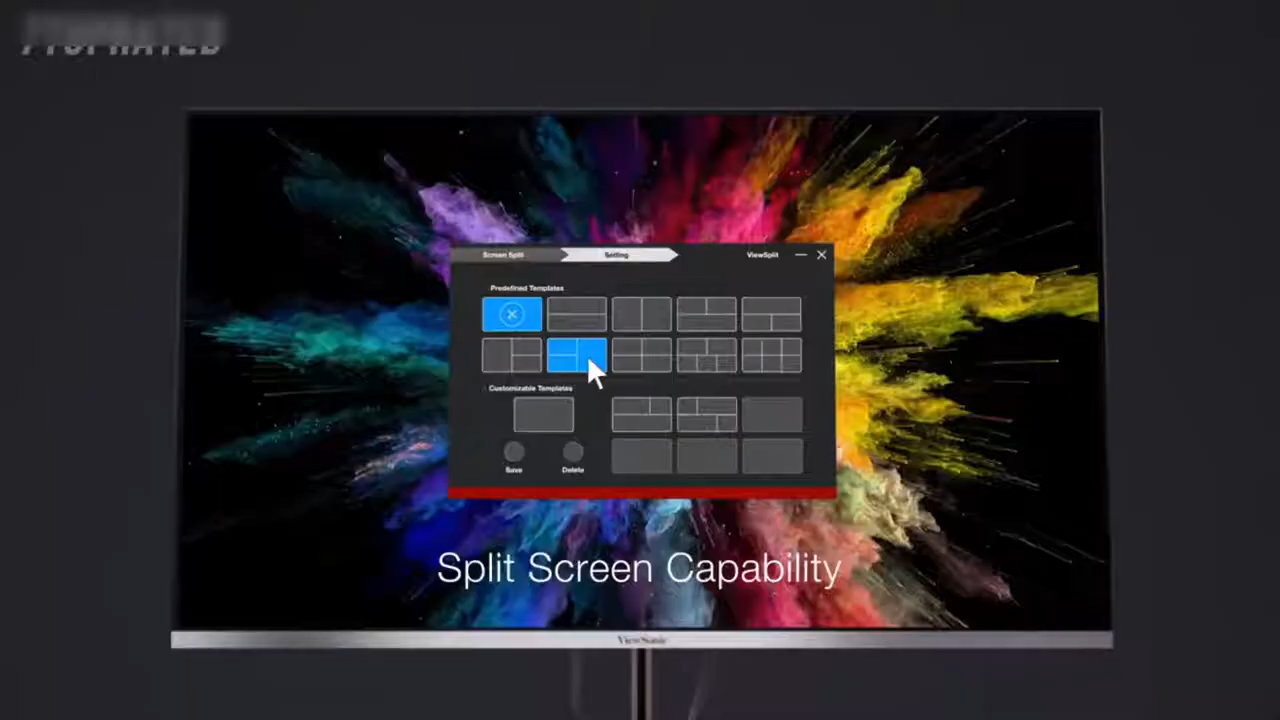 Screen Split
Setting
ViewSplit
Predefined Templates
Customizable Templates
Save
Delete
Split Screen Capability
ViewSonic